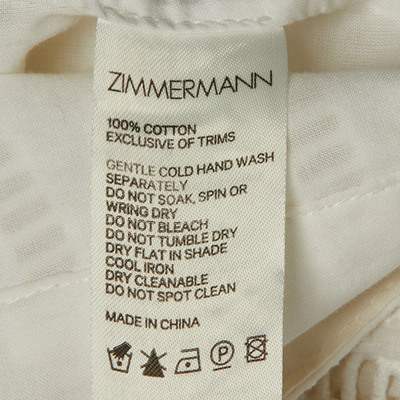 ZIMMERMANN
100% COTTON
EXCLUSIVE OF TRIMS
GENTLE COLD HAND WASH
SEPARATELY
DO NOT SOAK, SPIN OR
WRING DRY
DO NOT BLEACH
DO NOT TUMBLE DRY
DRY FLAT IN SHADE
COOL IRON
DRY CLEANABLE
DO NOT SPOT CLEAN
MADE IN CHINA
P